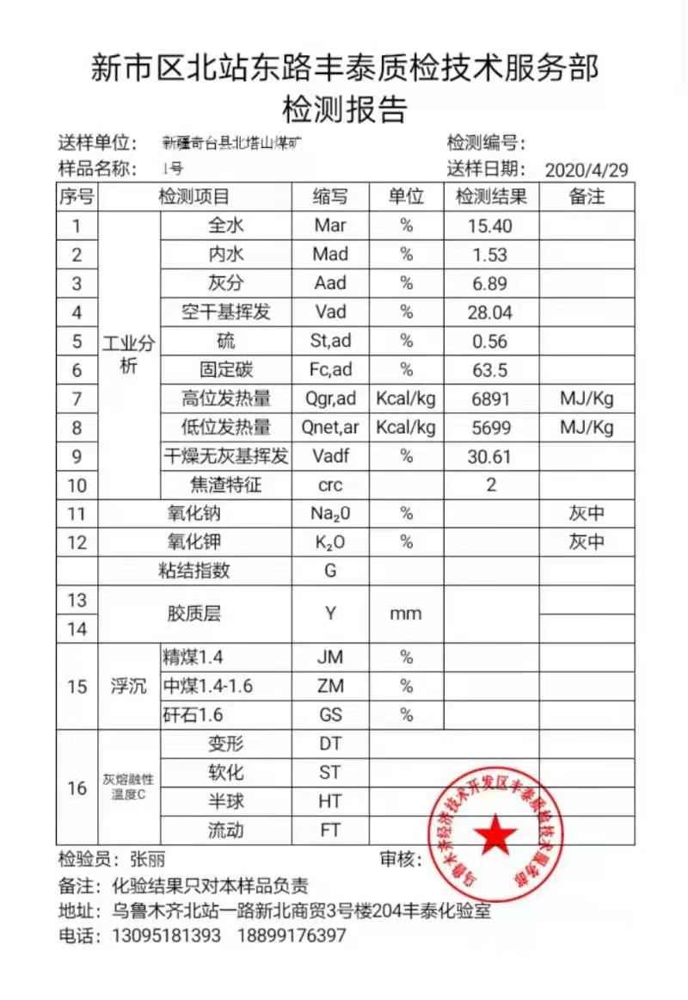 新市区北站东路丰泰质检技术服务部
检测报告
送样单位： 新疆奇台县北塔山煤矿 检测编号：
样品名称： 1号 送样日期： 2020/4/29
序号 检测项目 缩写 单位 检测结果 备注
工业分析
1 全水 Mar % 15.40
2 内水 Mad % 1.53
3 灰分 Aad % 6.89
4 空干基挥发 Vad % 28.04
5 硫 St,ad % 0.56
6 固定碳 Fc,ad % 63.5
7 高位发热量 Qgr,ad Kcal/kg 6891 MJ/Kg
8 低位发热量 Qnet,ar Kcal/kg 5699 MJ/Kg
9 干燥无灰基挥发 Vadf % 30.61
10 焦渣特征 crc 2
11 氧化钠 Na₂0 % 灰中
12 氧化钾 K₂O % 灰中
粘结指数 G
13
14 胶质层 Y mm
15 浮沉
精煤1.4 JM %
中煤1.4-1.6 ZM %
矸石1.6 GS %
16 灰熔融性温度C
变形 DT
软化 ST
半球 HT
流动 FT
乌鲁木齐经济技术开发区丰泰质检技术服务部
检验员：张丽 审核：
备注：化验结果只对本样品负责
地址：乌鲁木齐北站一路新北商贸3号楼204丰泰化验室
电话：13095181393 18899176397